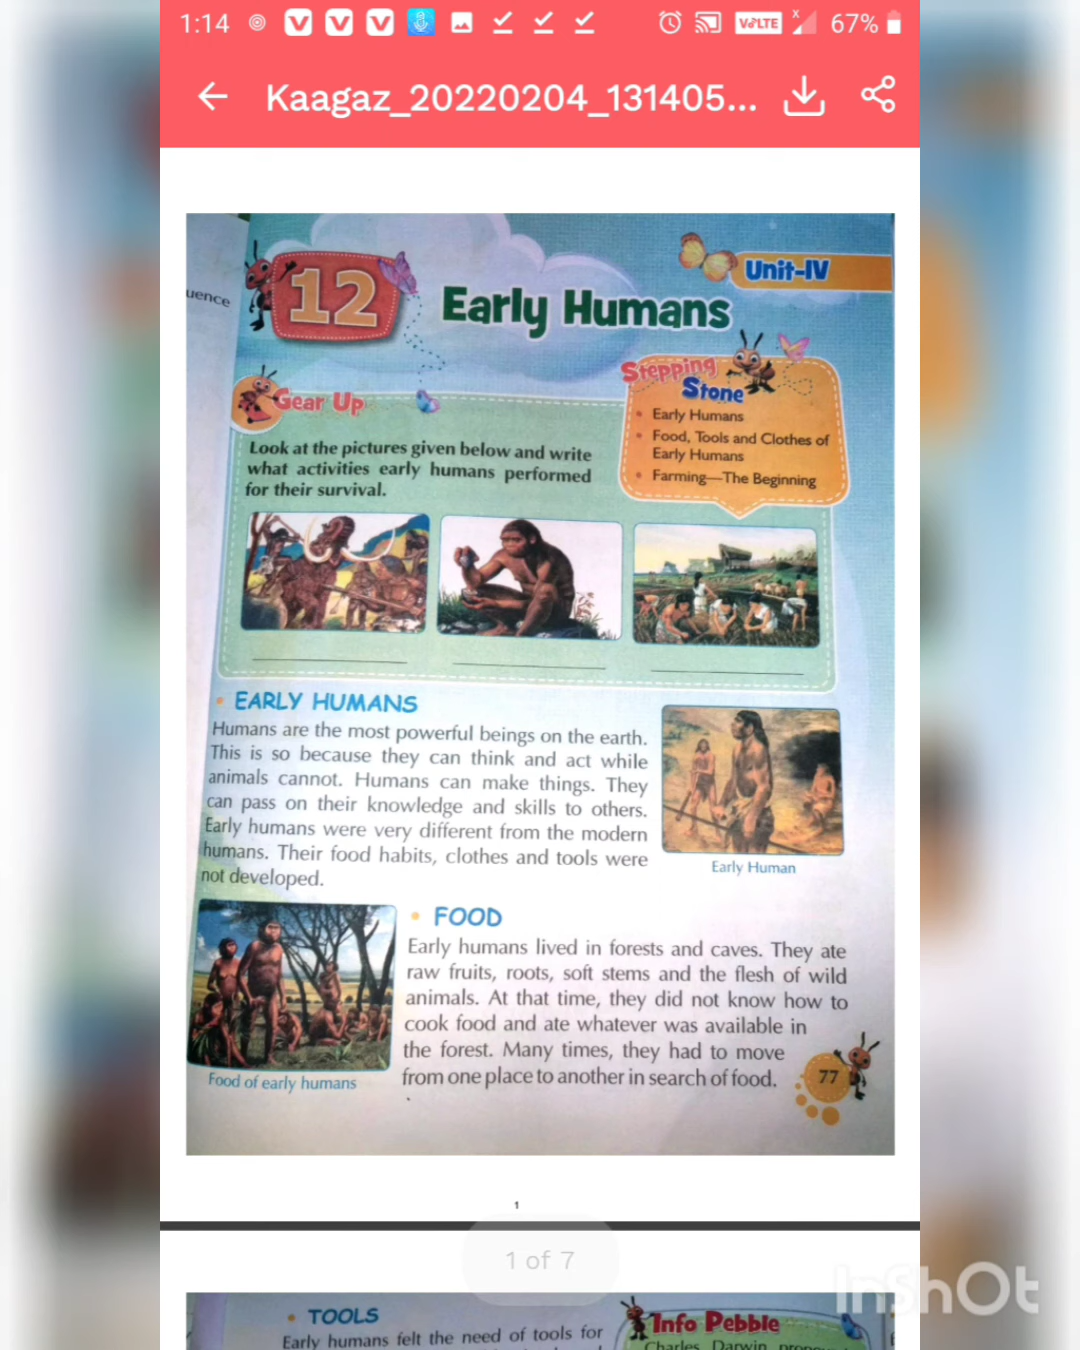 1:14
VoLTE
X
67%
Kaagaz_20220204_131405...
uence
12
Unit-IV
Early Humans
Gear Up
Look at the pictures given below and write
what activities early humans performed
for their survival.
Stepping
Stone
• Early Humans
• Food, Tools and Clothes of
Early Humans
• Farming—The Beginning
• EARLY HUMANS
Humans are the most powerful beings on the earth.
This is so because they can think and act while
animals cannot. Humans can make things. They
can pass on their knowledge and skills to others.
Early humans were very different from the modern
humans. Their food habits, clothes and tools were
not developed.
Early Human
• FOOD
Early humans lived in forests and caves. They ate
raw fruits, roots, soft stems and the flesh of wild
animals. At that time, they did not know how to
cook food and ate whatever was available in
the forest. Many times, they had to move
from one place to another in search of food.
Food of early humans
77
1
1 of 7
InShOt
• TOOLS
Early humans felt the need of tools for
Info Pebble
Charles Darwin